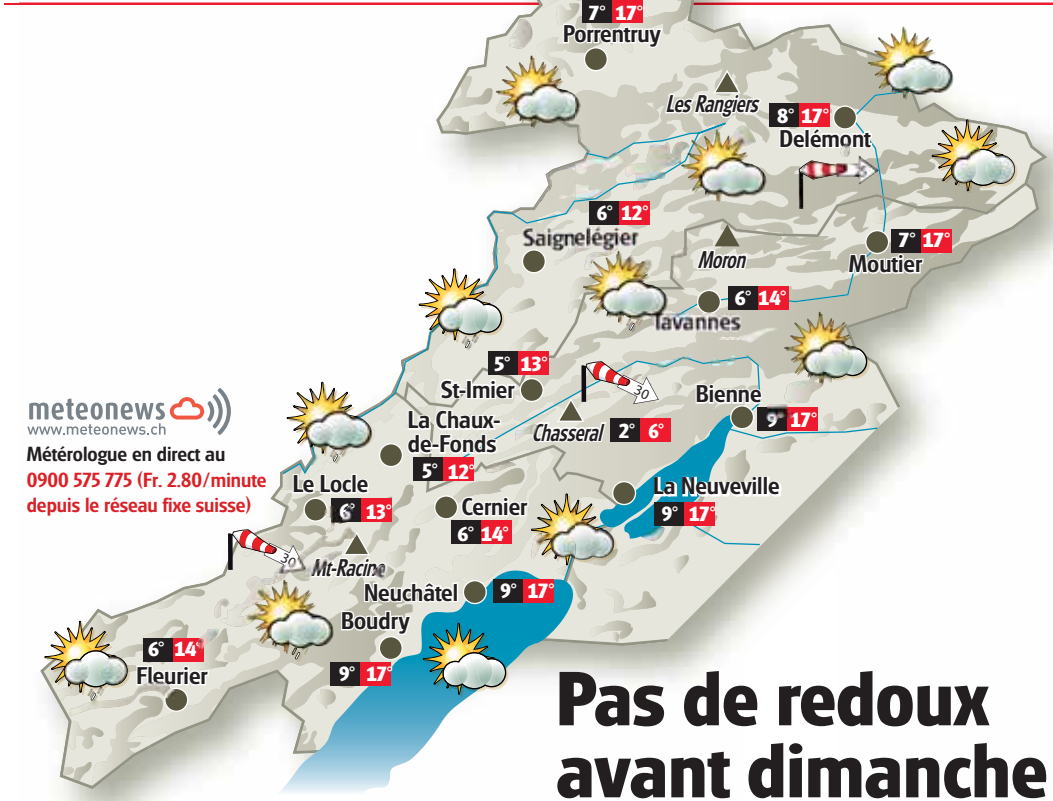 7° 17°
Porrentruy
Les Rangiers
8° 17°
Delémont
6° 12°
Saignelégier
Moron
7° 17°
Moutier
6° 14°
Tavannes
5° 13°
St-Imier
30
Chasseral 2° 6°
Bienne
9° 17°
meteonews
www.meteonews.ch
Métérologue en direct au
0900 575 775 (Fr. 2.80/minute
depuis le réseau fixe suisse)
La Chaux-
de-Fonds
5° 12°
Le Locle
6° 13°
Cernier
6° 14°
La Neuveville
9° 17°
30
Mt-Racine
Neuchâtel 9° 17°
Boudry
9° 17°
6° 14°
Fleurier
Pas de redoux
avant dimanche